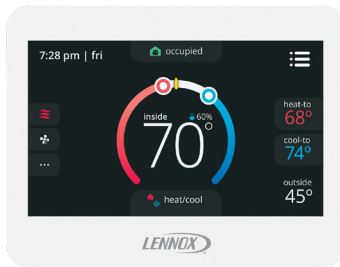 7:28 pm | fri
occupied
inside
60%
70°
heat-to
68°
cool-to
74°
outside
45°
heat/cool
LENNOX